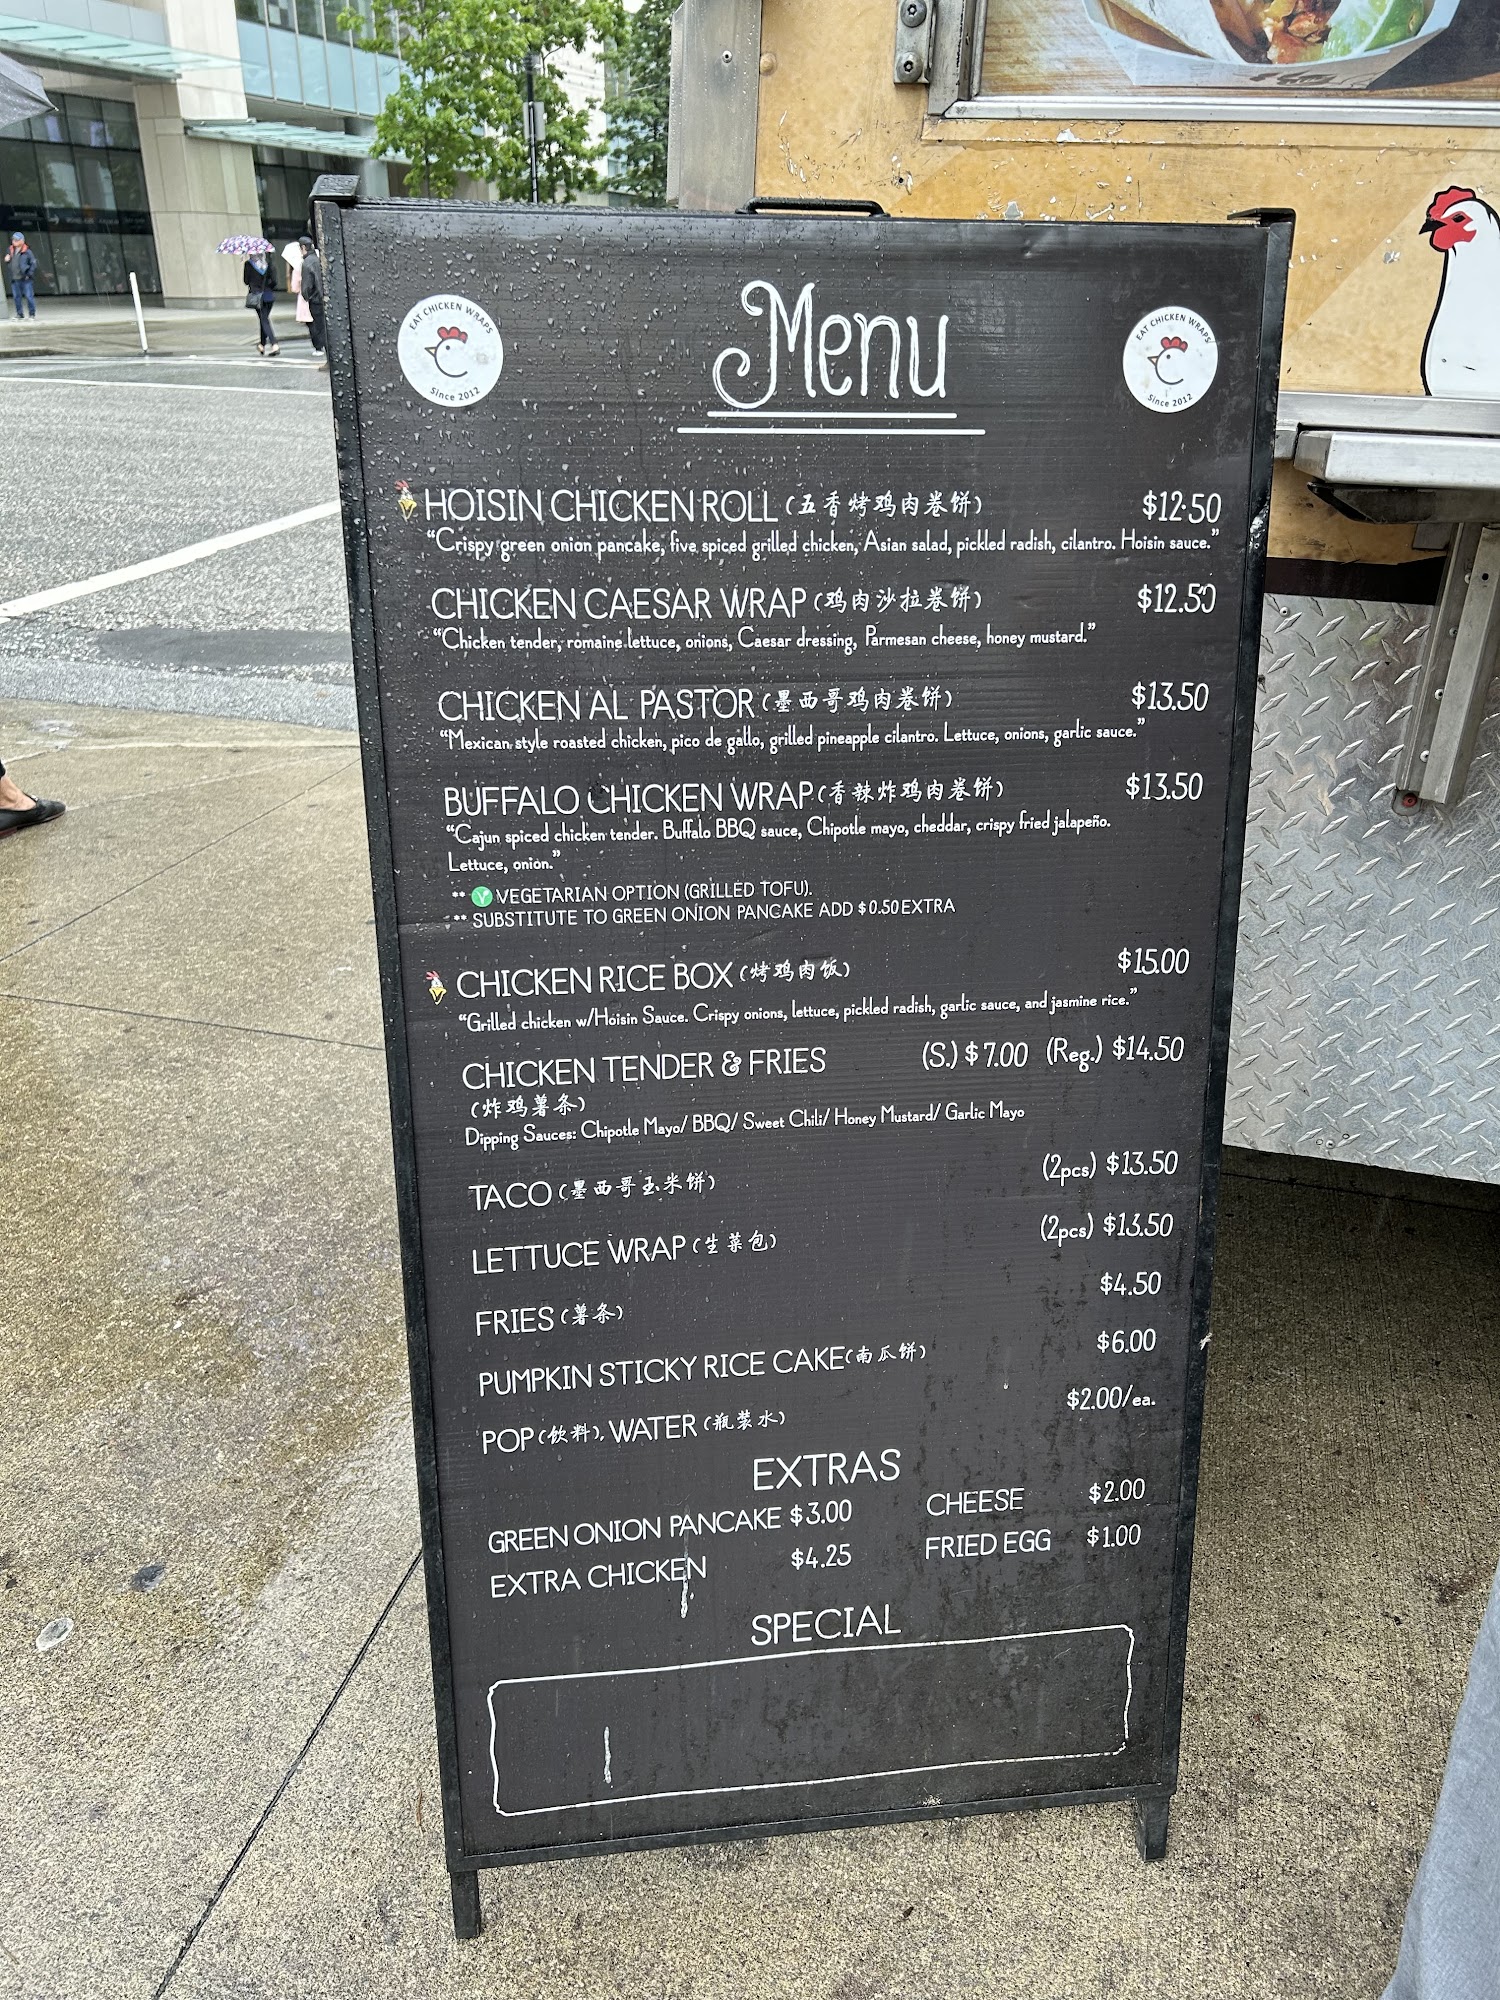 EAT CHICKEN WRAPS
Since 2012
Menu
EAT CHICKEN WRAPS
Since 2012
HOISIN CHICKEN ROLL (五香烤鸡肉卷饼) $12.50
"Crispy green onion pancake, five spiced grilled chicken, Asian salad, pickled radish, cilantro. Hoisin sauce."
CHICKEN CAESAR WRAP (鸡肉沙拉卷饼) $12.50
"Chicken tender, romaine lettuce, onions, Caesar dressing, Parmesan cheese, honey mustard."
CHICKEN AL PASTOR (墨西哥鸡肉卷饼) $13.50
"Mexican style roasted chicken, pico de gallo, grilled pineapple cilantro. Lettuce, onions, garlic sauce."
BUFFALO CHICKEN WRAP (香辣炸鸡肉卷饼) $13.50
"Cajun spiced chicken tender. Buffalo BBQ sauce, Chipotle mayo, cheddar, crispy fried jalapeño.
Lettuce, onion."
** V VEGETARIAN OPTION (GRILLED TOFU).
** SUBSTITUTE TO GREEN ONION PANCAKE ADD $0.50 EXTRA
CHICKEN RICE BOX (烤鸡肉饭) $15.00
"Grilled chicken w/Hoisin Sauce. Crispy onions, lettuce, pickled radish, garlic sauce, and jasmine rice."
CHICKEN TENDER & FRIES (S.) $7.00 (Reg.) $14.50
(炸鸡薯条)
Dipping Sauces: Chipotle Mayo/ BBQ/ Sweet Chili/ Honey Mustard/ Garlic Mayo
TACO (墨西哥玉米饼) (2pcs) $13.50
LETTUCE WRAP (生菜包) (2pcs) $13.50
FRIES (薯条) $4.50
PUMPKIN STICKY RICE CAKE (南瓜饼) $6.00
POP (饮料), WATER (瓶装水) $2.00/ea.
EXTRAS
GREEN ONION PANCAKE $3.00 CHEESE $2.00
EXTRA CHICKEN $4.25 FRIED EGG $1.00
SPECIAL